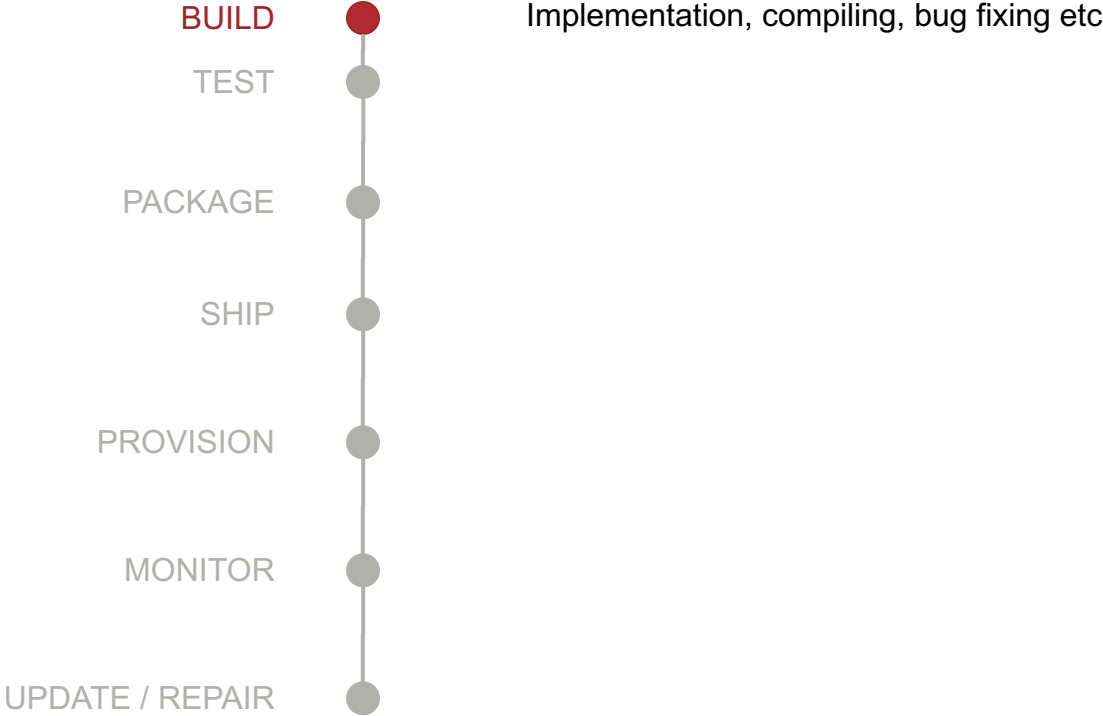 BUILD
Implementation, compiling, bug fixing etc
TEST
PACKAGE
SHIP
PROVISION
MONITOR
UPDATE / REPAIR